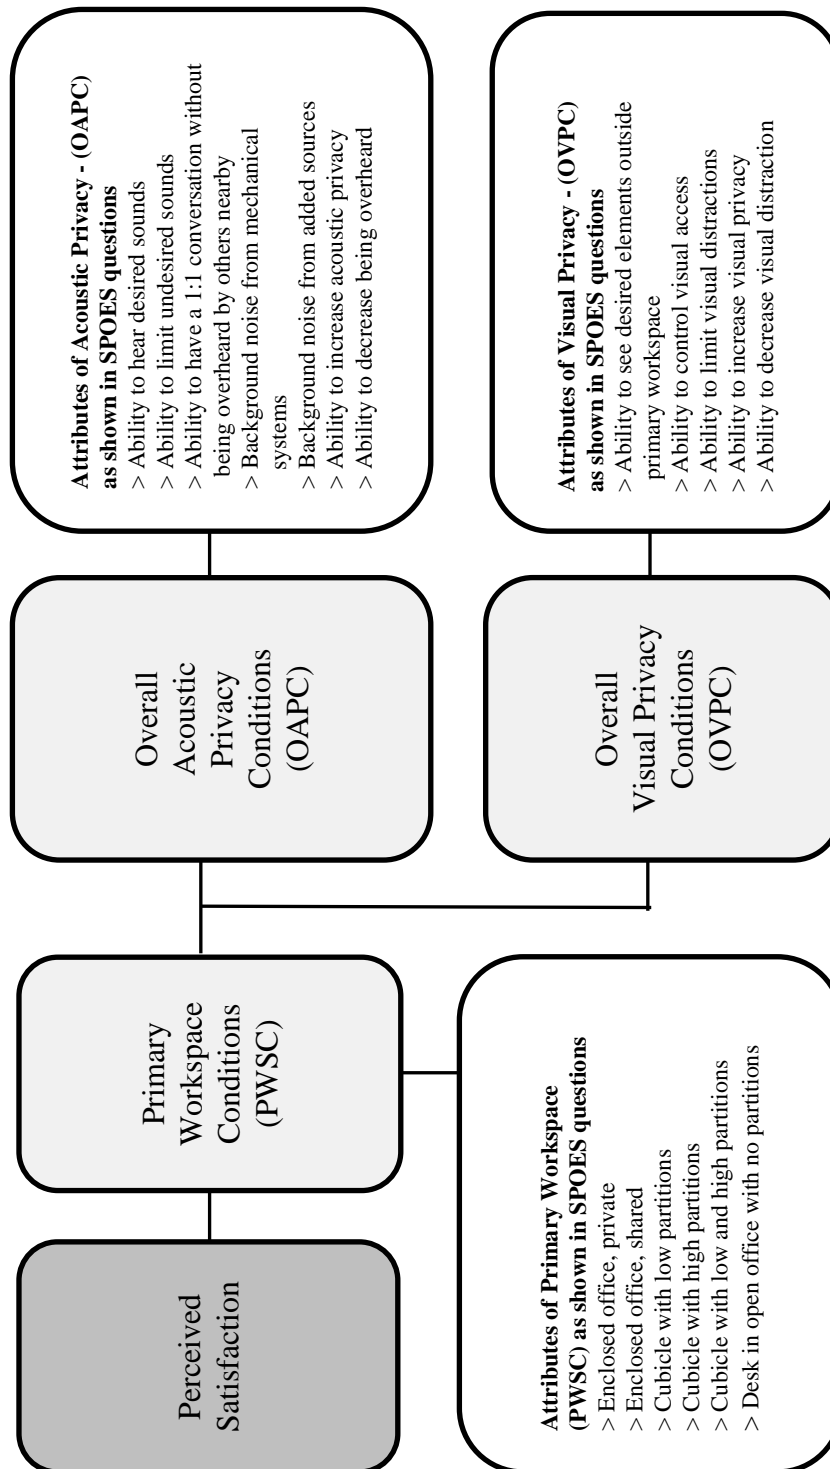 Perceived
Satisfaction
Primary
Workspace
Conditions
(PWSC)
Overall
Acoustic
Privacy
Conditions
(OAPC)
Attributes of Acoustic Privacy - (OAPC)
as shown in SPOES questions
> Ability to hear desired sounds
> Ability to limit undesired sounds
> Ability to have a 1:1 conversation without
being overheard by others nearby
> Background noise from mechanical
systems
> Background noise from added sources
> Ability to increase acoustic privacy
> Ability to decrease being overheard
Attributes of Primary Workspace
(PWSC) as shown in SPOES questions
> Enclosed office, private
> Enclosed office, shared
> Cubicle with low partitions
> Cubicle with high partitions
> Cubicle with low and high partitions
> Desk in open office with no partitions
Overall
Visual Privacy
Conditions
(OVPC)
Attributes of Visual Privacy - (OVPC)
as shown in SPOES questions
> Ability to see desired elements outside
primary workspace
> Ability to control visual access
> Ability to limit visual distractions
> Ability to increase visual privacy
> Ability to decrease visual distraction